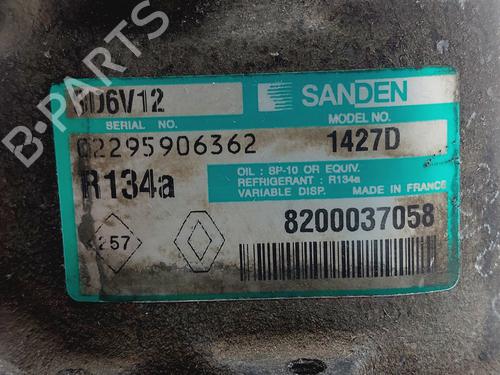 B-PARTS
SD6V12
SANDEN
SERIAL NO.
MODEL NO.
02295906362
1427D
R134a
OIL : SP-10 OR EQUIV.
REFRIGERANT : R134a
VARIABLE DISP. MADE IN FRANCE
8200037058
257